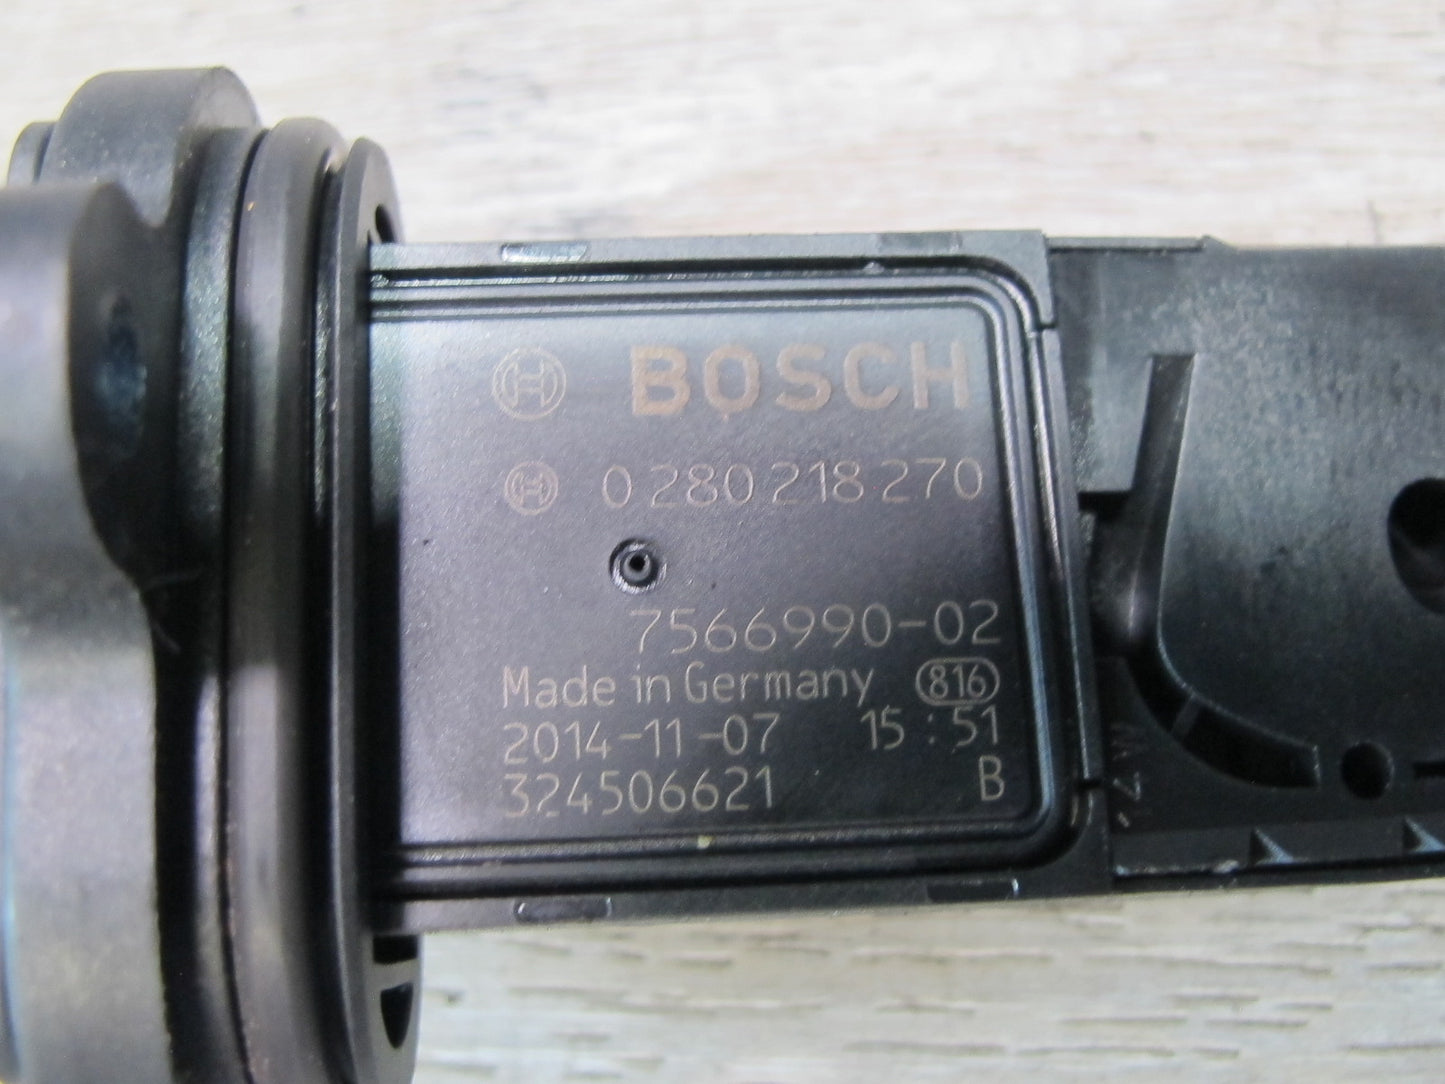 BOSCH
0 280 218 270
7566990-02
Made in Germany 816
2014-11-07 15:51
324506621 B